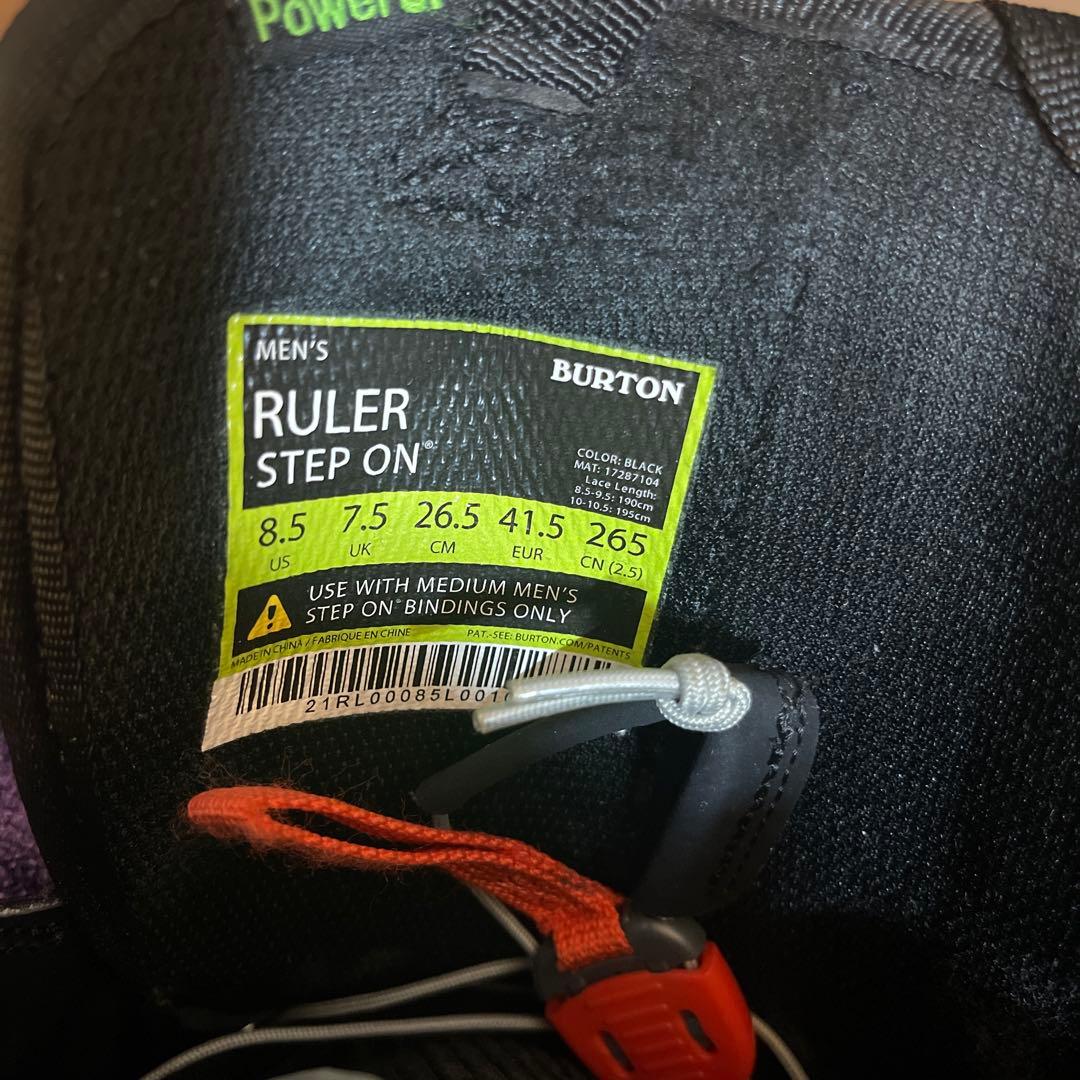 Power
MEN'S
BURTON
RULER
STEP ON®
COLOR: BLACK
MAT: 17287104
Lace Length:
8.5-9.5: 190cm
10-10.5: 195cm
8.5 7.5 26.5 41.5 265
US UK CM EUR CN (2.5)
USE WITH MEDIUM MEN'S
STEP ON® BINDINGS ONLY
MADE IN CHINA / FABRIQUE EN CHINE PAT.-SEE: BURTON.COM/PATENTS
21RL00085L001